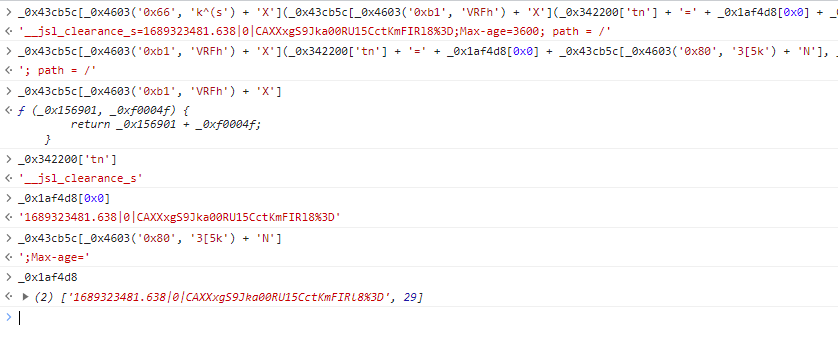 > _0x43cb5c[_0x4603('0x66', 'k^(s') + 'X'](_0x43cb5c[_0x4603('0xb1', 'VRFh') + 'X'](_0x342200['tn'] + '=' + _0x1af4d8[0x0] + _
'__jsl_clearance_s=1689323481.638|0|CAXXxgS9Jka00RU15CctKmFIRl8%3D;Max-age=3600; path = /'
> _0x43cb5c[_0x4603('0xb1', 'VRFh') + 'X'](_0x342200['tn'] + '=' + _0x1af4d8[0x0] + _0x43cb5c[_0x4603('0x80', '3[5k') + 'N'], _
'; path = /'
> _0x43cb5c[_0x4603('0xb1', 'VRFh') + 'X']
ƒ (_0x156901, _0xf0004f) {
return _0x156901 + _0xf0004f;
}
> _0x342200['tn']
'__jsl_clearance_s'
> _0x1af4d8[0x0]
'1689323481.638|0|CAXXxgS9Jka00RU15CctKmFIRl8%3D'
> _0x43cb5c[_0x4603('0x80', '3[5k') + 'N']
';Max-age='
> _0x1af4d8
(2) ['1689323481.638|0|CAXXxgS9Jka00RU15CctKmFIRl8%3D', 29]
>